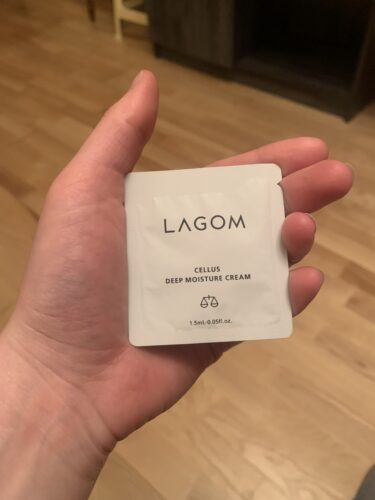 LAGOM
CELLUS
DEEP MOISTURE CREAM
1.5mL·0.05fl.oz.